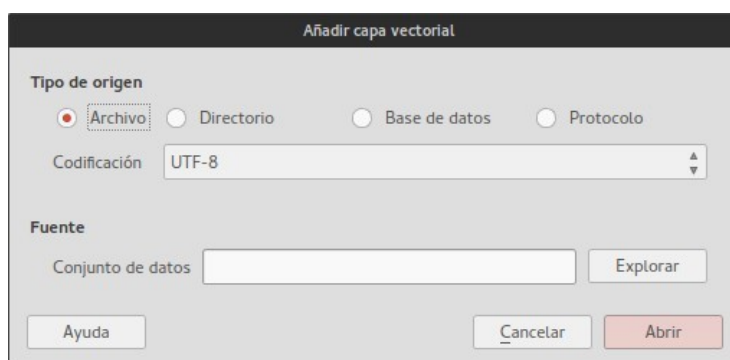 Añadir capa vectorial
Tipo de origen
Archivo Directorio Base de datos Protocolo
Codificación UTF-8
Fuente
Conjunto de datos Explorar
Ayuda Cancelar Abrir